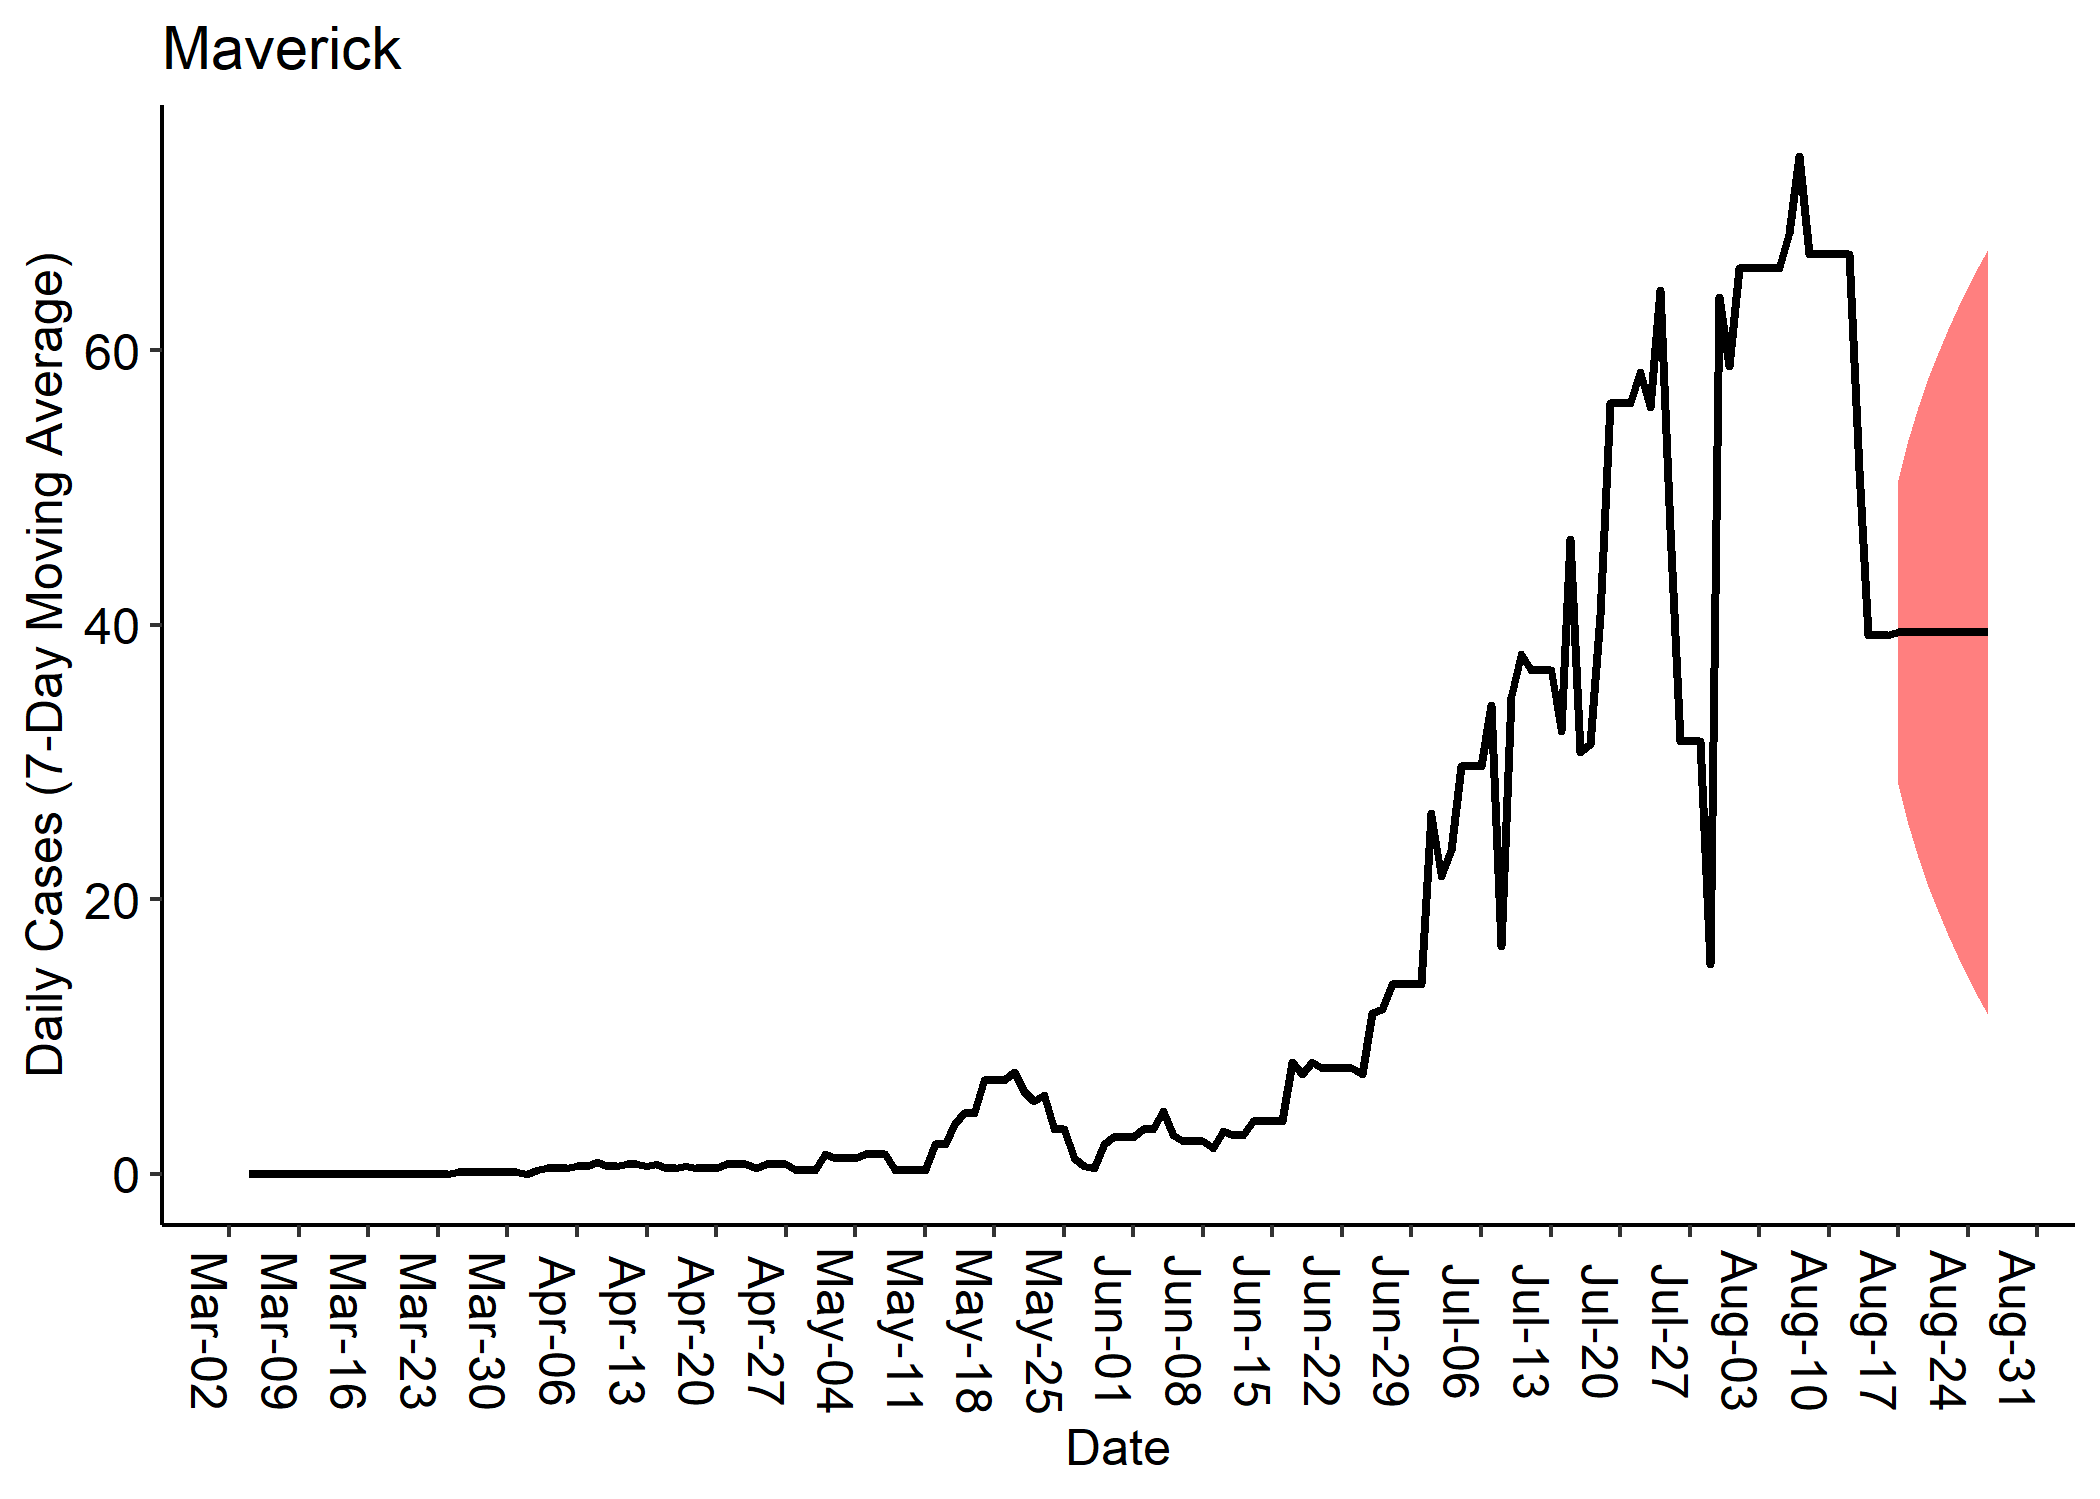 Maverick
Daily Cases (7-Day Moving Average)
60
40
20
0
Mar-02
Mar-09
Mar-16
Mar-23
Mar-30
Apr-06
Apr-13
Apr-20
Apr-27
May-04
May-11
May-18
May-25
Jun-01
Jun-08
Jun-15
Jun-22
Jun-29
Jul-06
Jul-13
Jul-20
Jul-27
Aug-03
Aug-10
Aug-17
Aug-24
Aug-31
Date